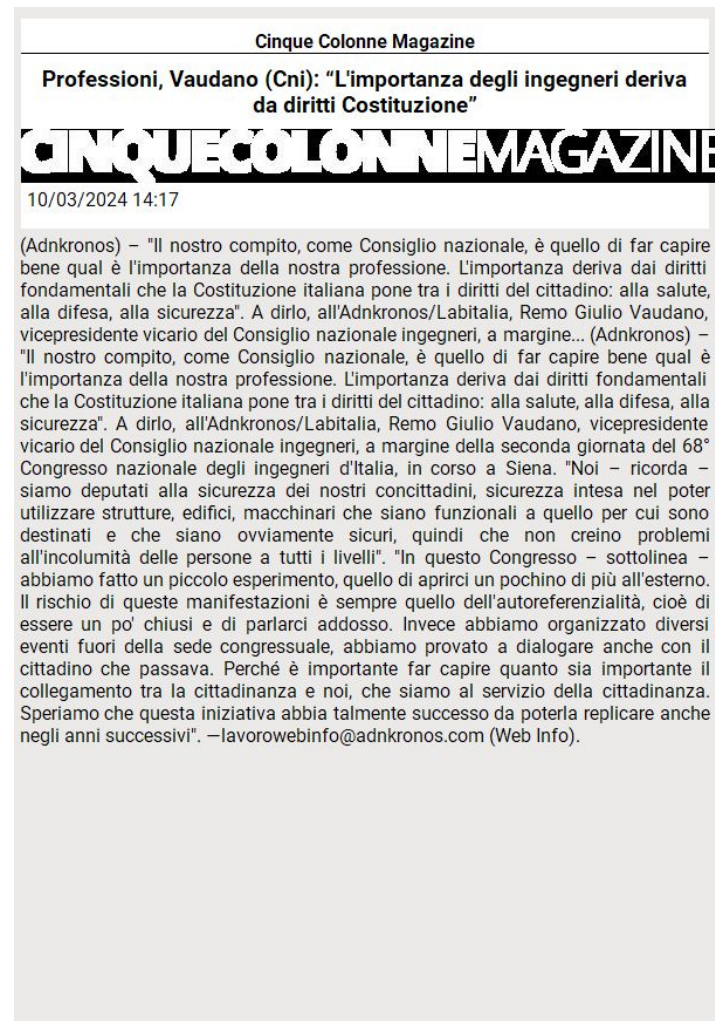 Cinque Colonne Magazine
Professioni, Vaudano (Cni): “L'importanza degli ingegneri deriva
da diritti Costituzione”
CINQUECOLONNEMAGAZINE
10/03/2024 14:17
(Adnkronos) – "Il nostro compito, come Consiglio nazionale, è quello di far capire
bene qual è l'importanza della nostra professione. L'importanza deriva dai diritti
fondamentali che la Costituzione italiana pone tra i diritti del cittadino: alla salute,
alla difesa, alla sicurezza". A dirlo, all'Adnkronos/Labitalia, Remo Giulio Vaudano,
vicepresidente vicario del Consiglio nazionale ingegneri, a margine... (Adnkronos) –
"Il nostro compito, come Consiglio nazionale, è quello di far capire bene qual è
l'importanza della nostra professione. L'importanza deriva dai diritti fondamentali
che la Costituzione italiana pone tra i diritti del cittadino: alla salute, alla difesa, alla
sicurezza". A dirlo, all'Adnkronos/Labitalia, Remo Giulio Vaudano, vicepresidente
vicario del Consiglio nazionale ingegneri, a margine della seconda giornata del 68°
Congresso nazionale degli ingegneri d'Italia, in corso a Siena. "Noi – ricorda –
siamo deputati alla sicurezza dei nostri concittadini, sicurezza intesa nel poter
utilizzare strutture, edifici, macchinari che siano funzionali a quello per cui sono
destinati e che siano ovviamente sicuri, quindi che non creino problemi
all'incolumità delle persone a tutti i livelli". "In questo Congresso – sottolinea –
abbiamo fatto un piccolo esperimento, quello di aprirci un pochino di più all'esterno.
Il rischio di queste manifestazioni è sempre quello dell'autoreferenzialità, cioè di
essere un po' chiusi e di parlarci addosso. Invece abbiamo organizzato diversi
eventi fuori della sede congressuale, abbiamo provato a dialogare anche con il
cittadino che passava. Perché è importante far capire quanto sia importante il
collegamento tra la cittadinanza e noi, che siamo al servizio della cittadinanza.
Speriamo che questa iniziativa abbia talmente successo da poterla replicare anche
negli anni successivi". —lavorowebinfo@adnkronos.com (Web Info).